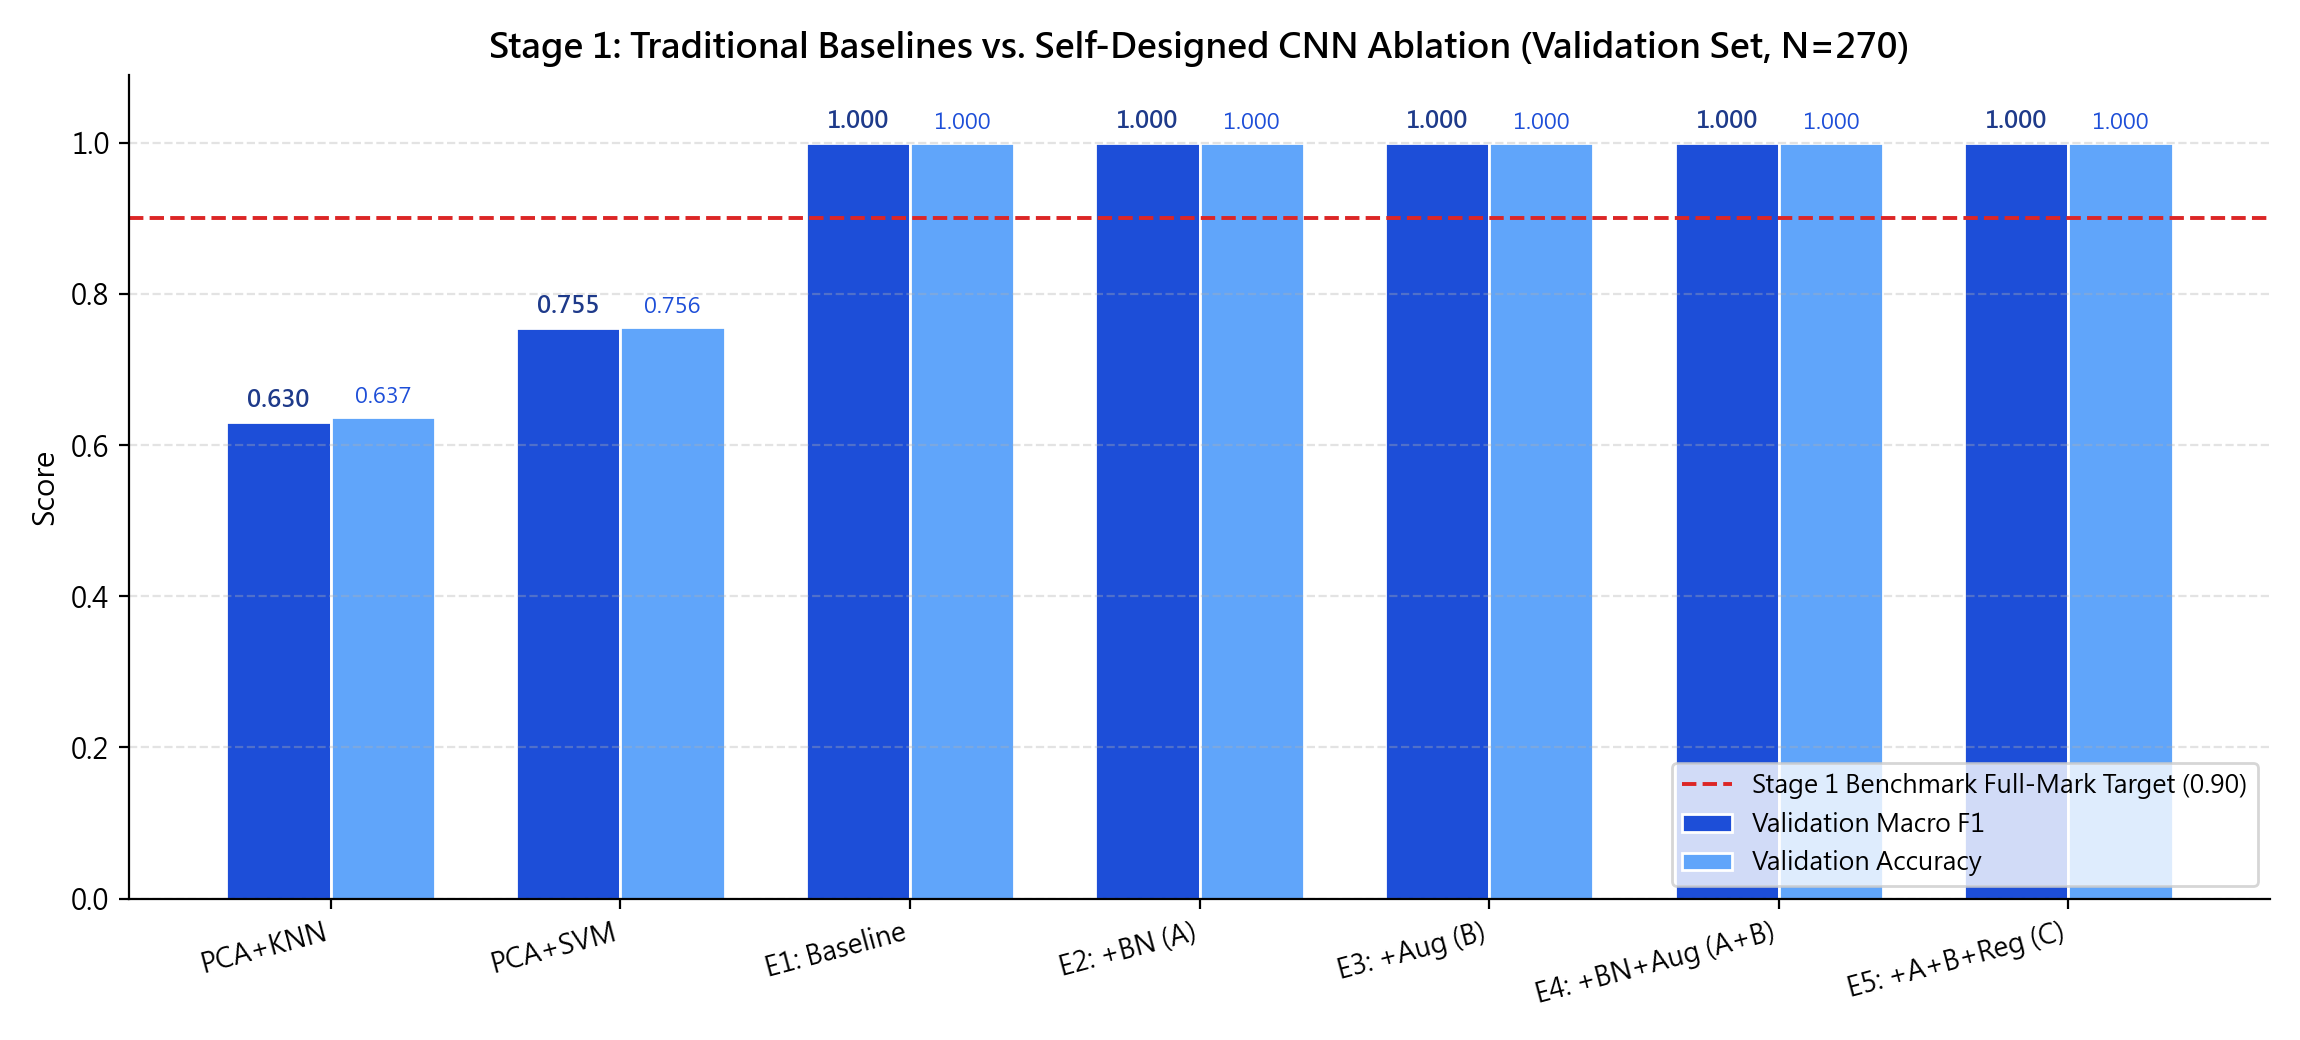 Stage 1: Traditional Baselines vs. Self-Designed CNN Ablation (Validation Set, N=270)
1.000 1.000 1.000 1.000 1.000 1.000 1.000 1.000 1.000 1.000
0.755 0.756
0.630 0.637
Score
1.0
0.8
0.6
0.4
0.2
0.0
Stage 1 Benchmark Full-Mark Target (0.90)
Validation Macro F1
Validation Accuracy
PCA+KNN
PCA+SVM
E1: Baseline
E2: +BN (A)
E3: +Aug (B)
E4: +BN+Aug (A+B)
E5: +A+B+Reg (C)